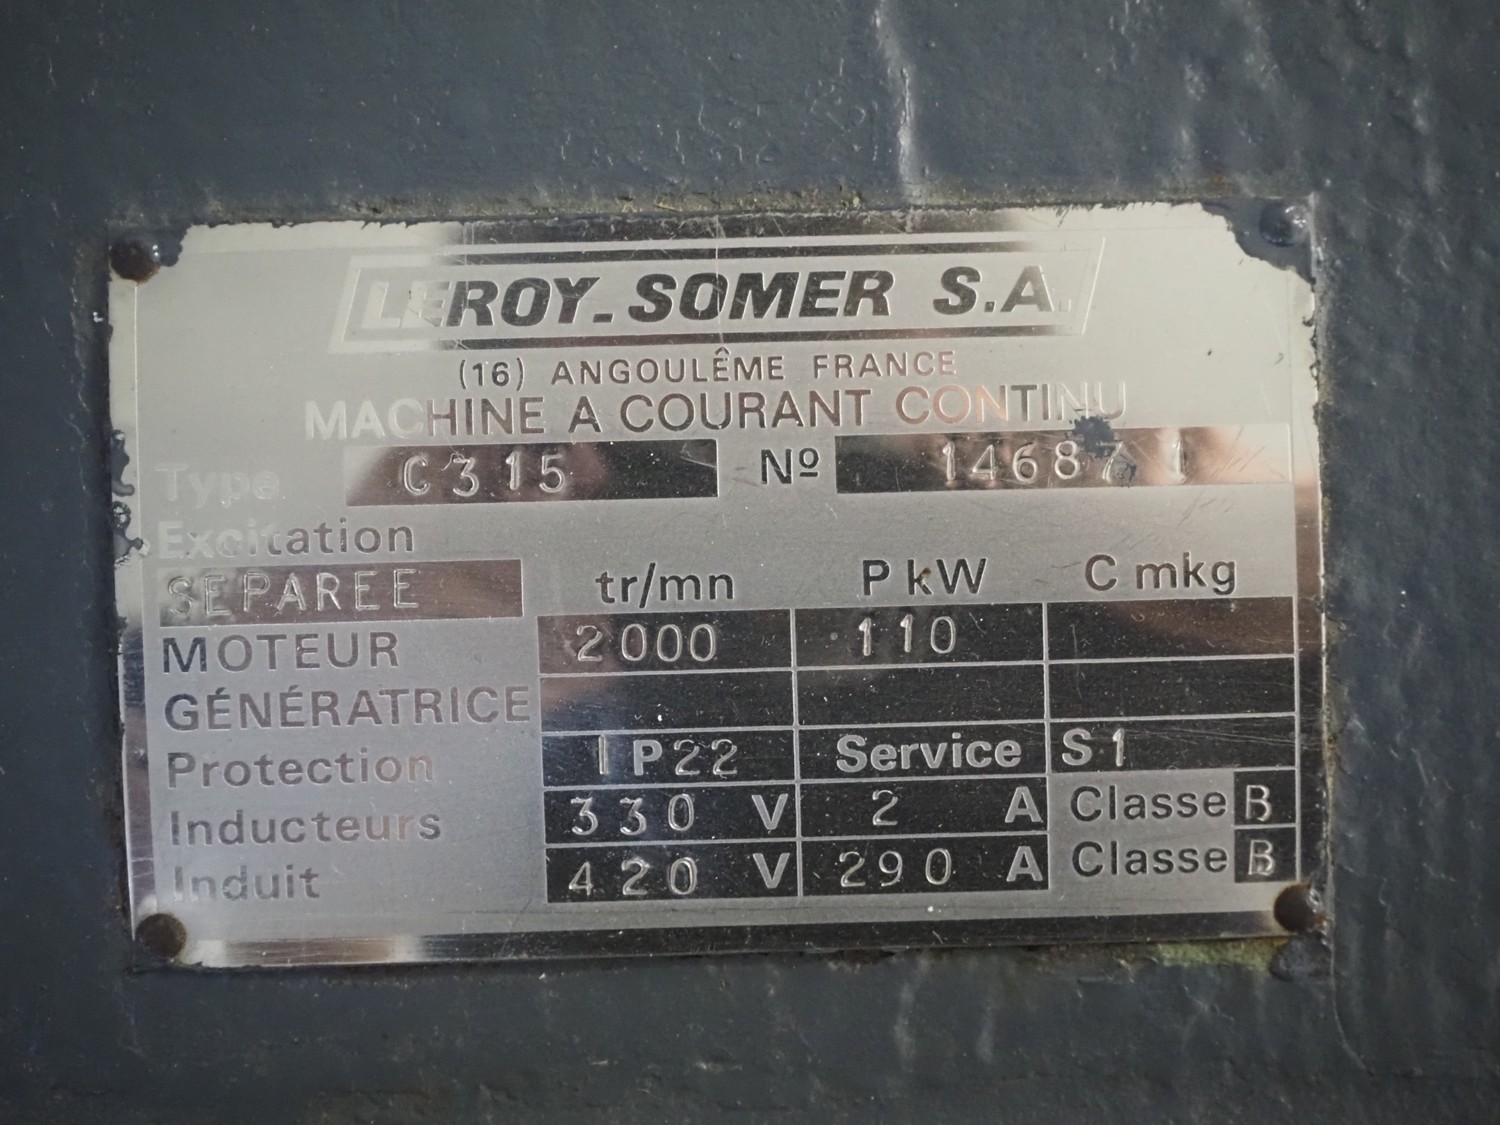 LEROY-SOMER S.A.
(16) ANGOULÊME FRANCE
MACHINE A COURANT CONTINU
Type C315 Nº 14687 1
Excitation
SEPAREE tr/mn P kW C mkg
MOTEUR 2000 110
GÉNÉRATRICE
Protection IP22 Service S1
Inducteurs 330 V 2 A Classe B
Induit 420 V 290 A Classe B